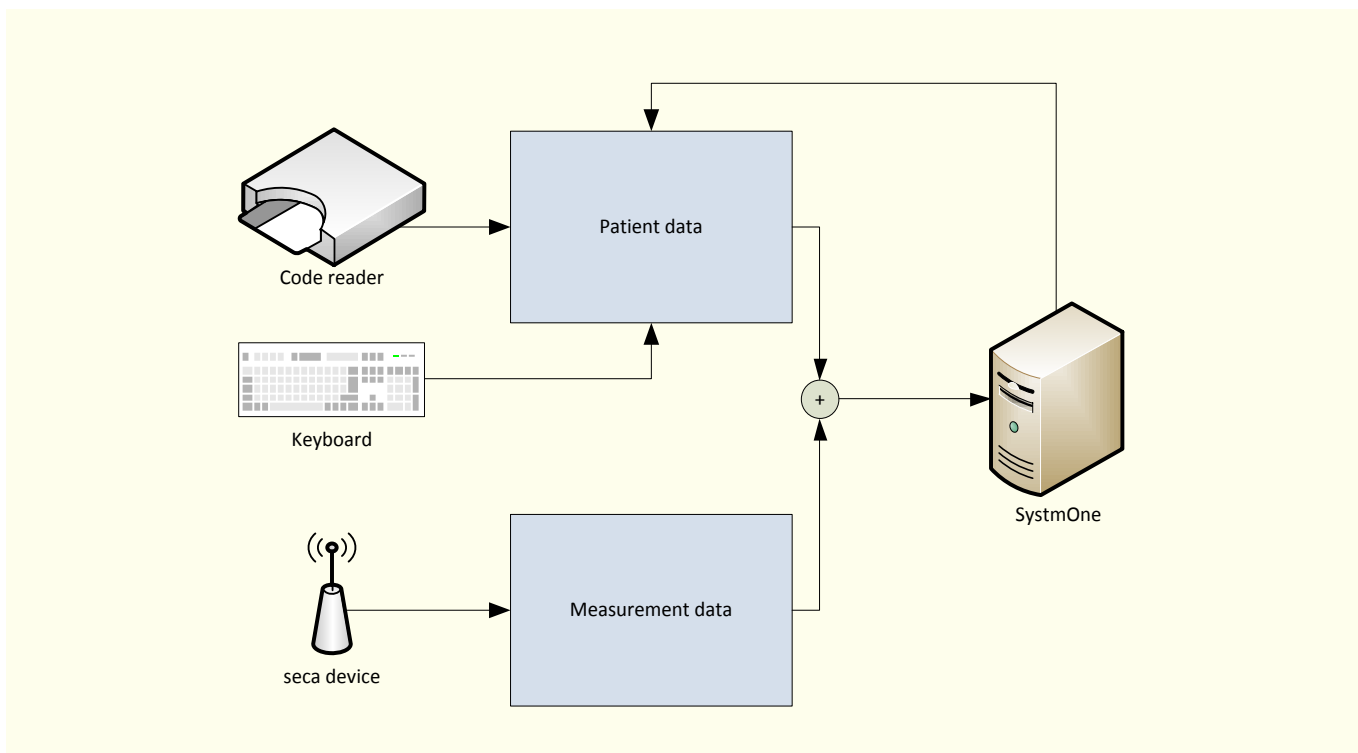 Patient data
Code reader
+
Keyboard
SystmOne
Measurement data
seca device